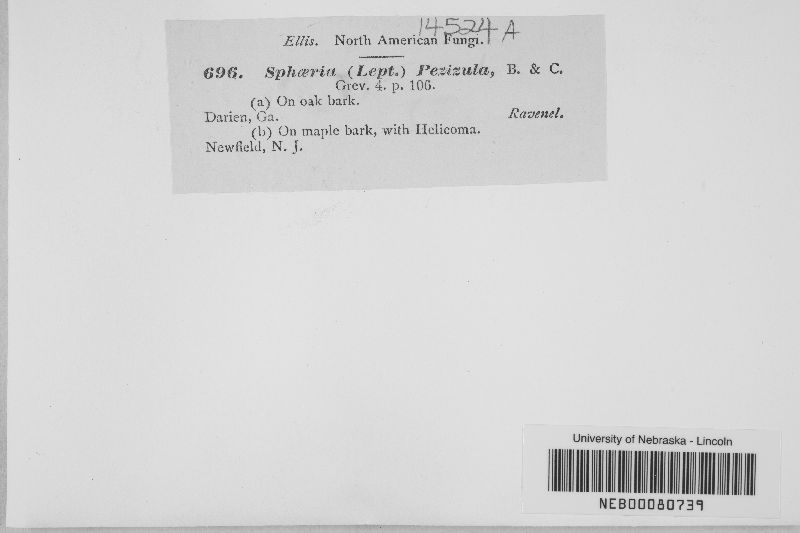 14524 A
Ellis. North American Fungi.
696. Sphæria (Lept.) Pezizula, B. & C.
Grev. 4. p. 106.
(a) On oak bark.
Darien, Ga. Ravenel.
(b) On maple bark, with Helicoma.
Newfield, N. J.
University of Nebraska - Lincoln
NEB00080739